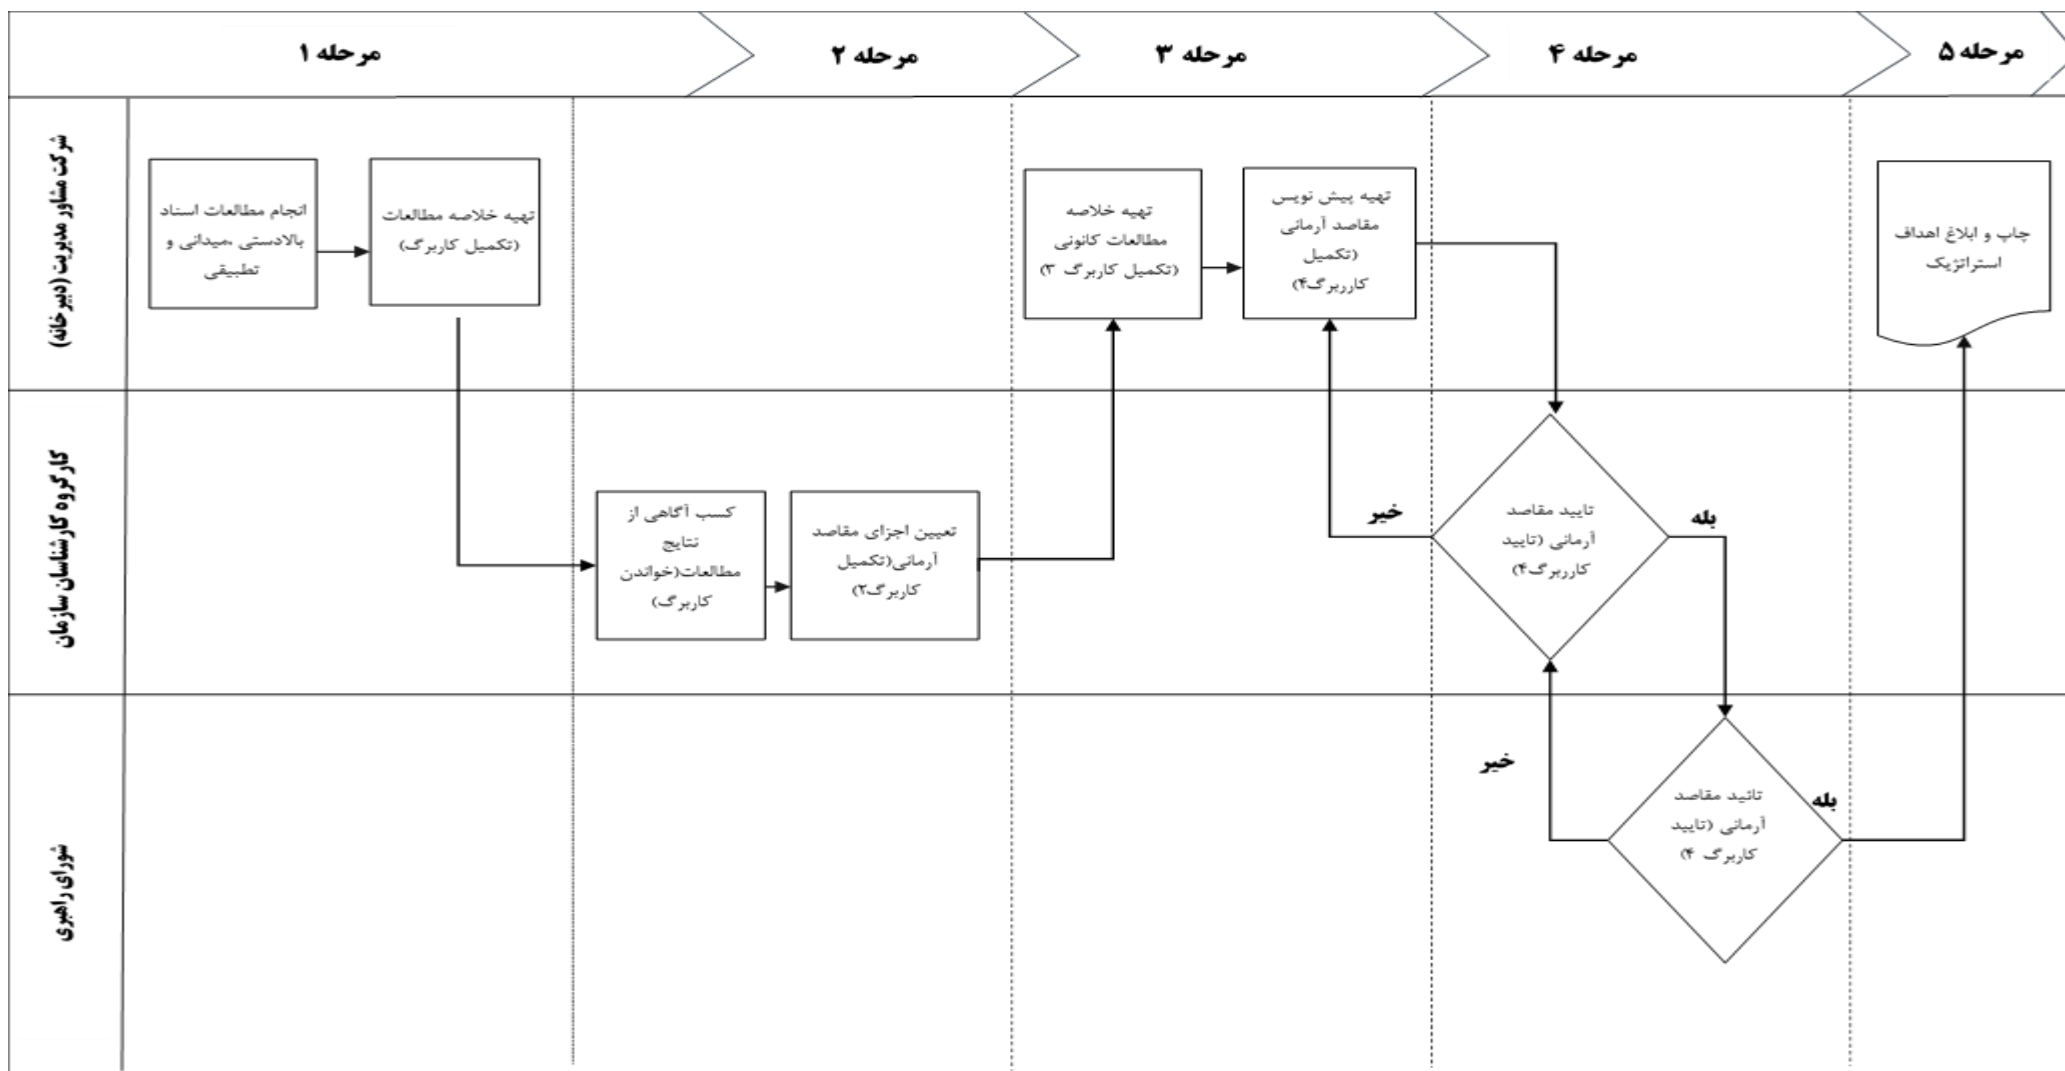 مرحله ۱
مرحله ۲
مرحله ۳
مرحله ۴
مرحله ۵
شرکت مشاور مدیریت (دبیرخانه)
انجام مطالعات اسناد
بالادستی ،میدانی و
تطبیقی
تهیه خلاصه مطالعات
(تکمیل کاربرگ)
تهیه خلاصه
مطالعات کانونی
(تکمیل کاربرگ ۳)
تهیه پیش نویس
مقاصد آرمانی
(تکمیل
کاربربرگ۴)
چاپ و ابلاغ اهداف
استراتژیک
کارگروه کارشناسان سازمان
کسب آگاهی از
نتایج
مطالعات(خواندن
کاربرگ)
تعیین اجزای مقاصد
آرمانی(تکمیل
کاربرگ۲)
خیر
تایید مقاصد
آرمانی (تایید
کاربربرگ۴)
بله
شورای راهبری
خیر
تائید مقاصد
آرمانی (تایید
کاربرگ ۴)
بله